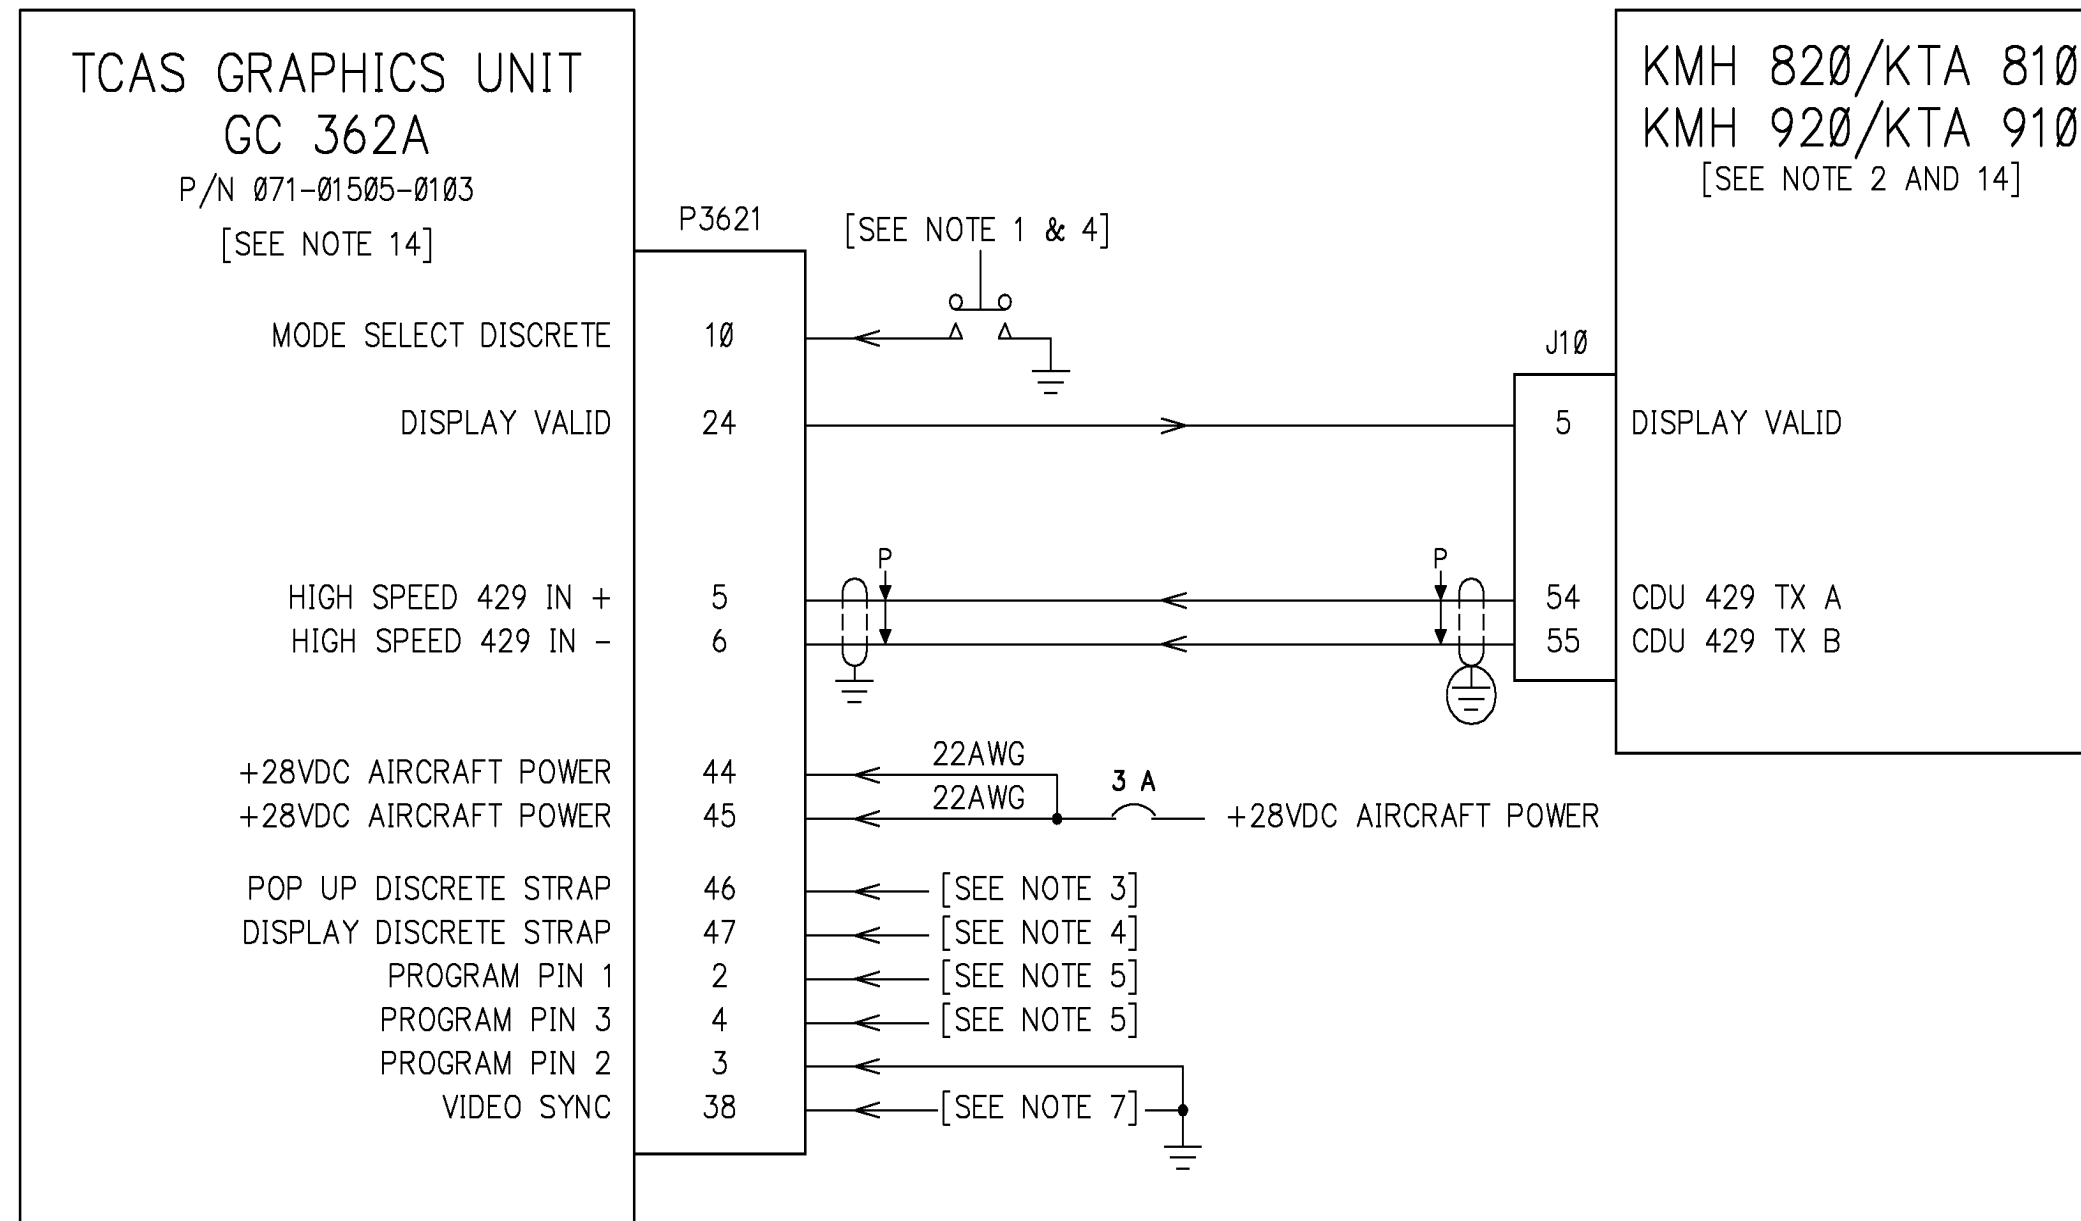 TCAS GRAPHICS UNIT
GC 362A
P/N Ø71-Ø15Ø5-Ø1Ø3
[SEE NOTE 14]
KMH 82Ø/KTA 81Ø
KMH 92Ø/KTA 91Ø
[SEE NOTE 2 AND 14]
P3621
[SEE NOTE 1 & 4]
MODE SELECT DISCRETE 1Ø
J1Ø
DISPLAY VALID 24 5 DISPLAY VALID
P P
HIGH SPEED 429 IN + 5 54 CDU 429 TX A
HIGH SPEED 429 IN - 6 55 CDU 429 TX B
+28VDC AIRCRAFT POWER 44 22AWG
3 A
+28VDC AIRCRAFT POWER 45 22AWG +28VDC AIRCRAFT POWER
POP UP DISCRETE STRAP 46 [SEE NOTE 3]
DISPLAY DISCRETE STRAP 47 [SEE NOTE 4]
PROGRAM PIN 1 2 [SEE NOTE 5]
PROGRAM PIN 3 4 [SEE NOTE 5]
PROGRAM PIN 2 3
VIDEO SYNC 38 [SEE NOTE 7]